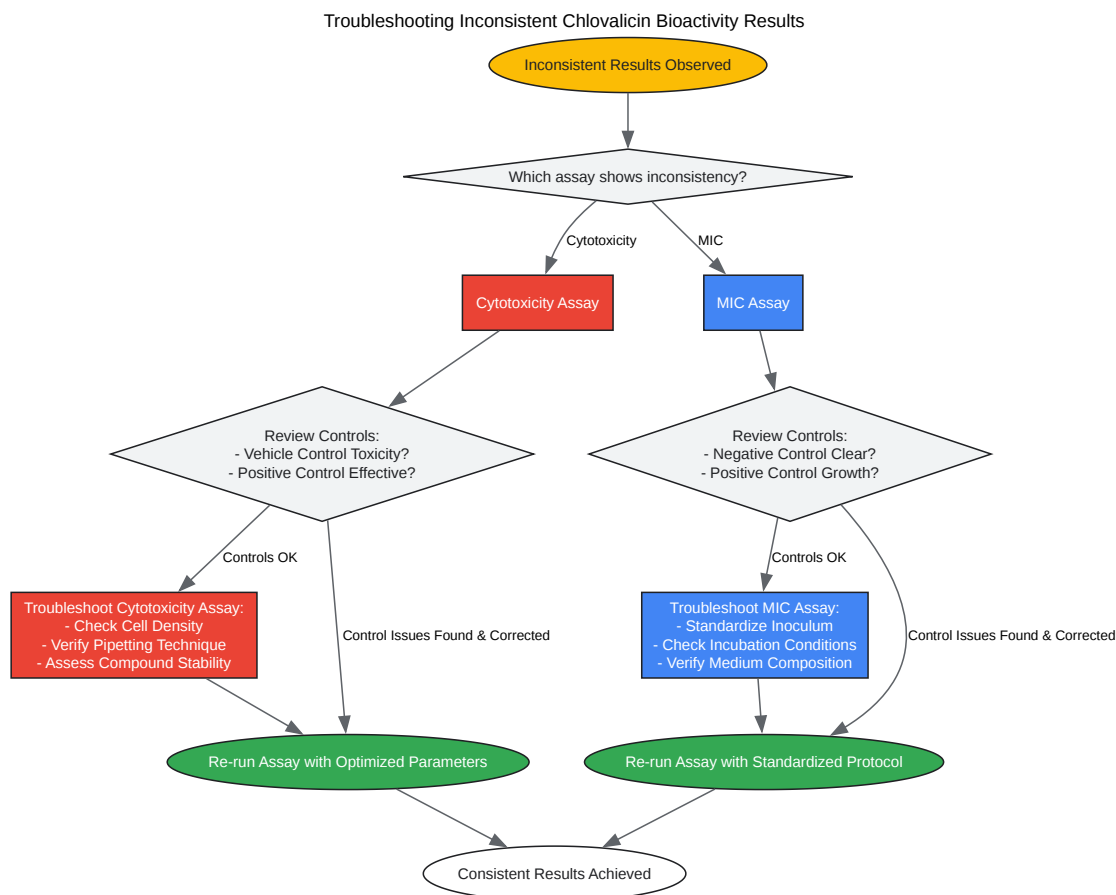 Troubleshooting Inconsistent Chlovalicin Bioactivity Results
Inconsistent Results Observed
Which assay shows inconsistency?
Cytotoxicity
MIC
Cytotoxicity Assay
MIC Assay
Review Controls:
- Vehicle Control Toxicity?
- Positive Control Effective?
Review Controls:
- Negative Control Clear?
- Positive Control Growth?
Controls OK
Controls OK
Troubleshoot Cytotoxicity Assay:
- Check Cell Density
- Verify Pipetting Technique
- Assess Compound Stability
Control Issues Found & Corrected
Troubleshoot MIC Assay:
- Standardize Inoculum
- Check Incubation Conditions
- Verify Medium Composition
Control Issues Found & Corrected
Re-run Assay with Optimized Parameters
Re-run Assay with Standardized Protocol
Consistent Results Achieved